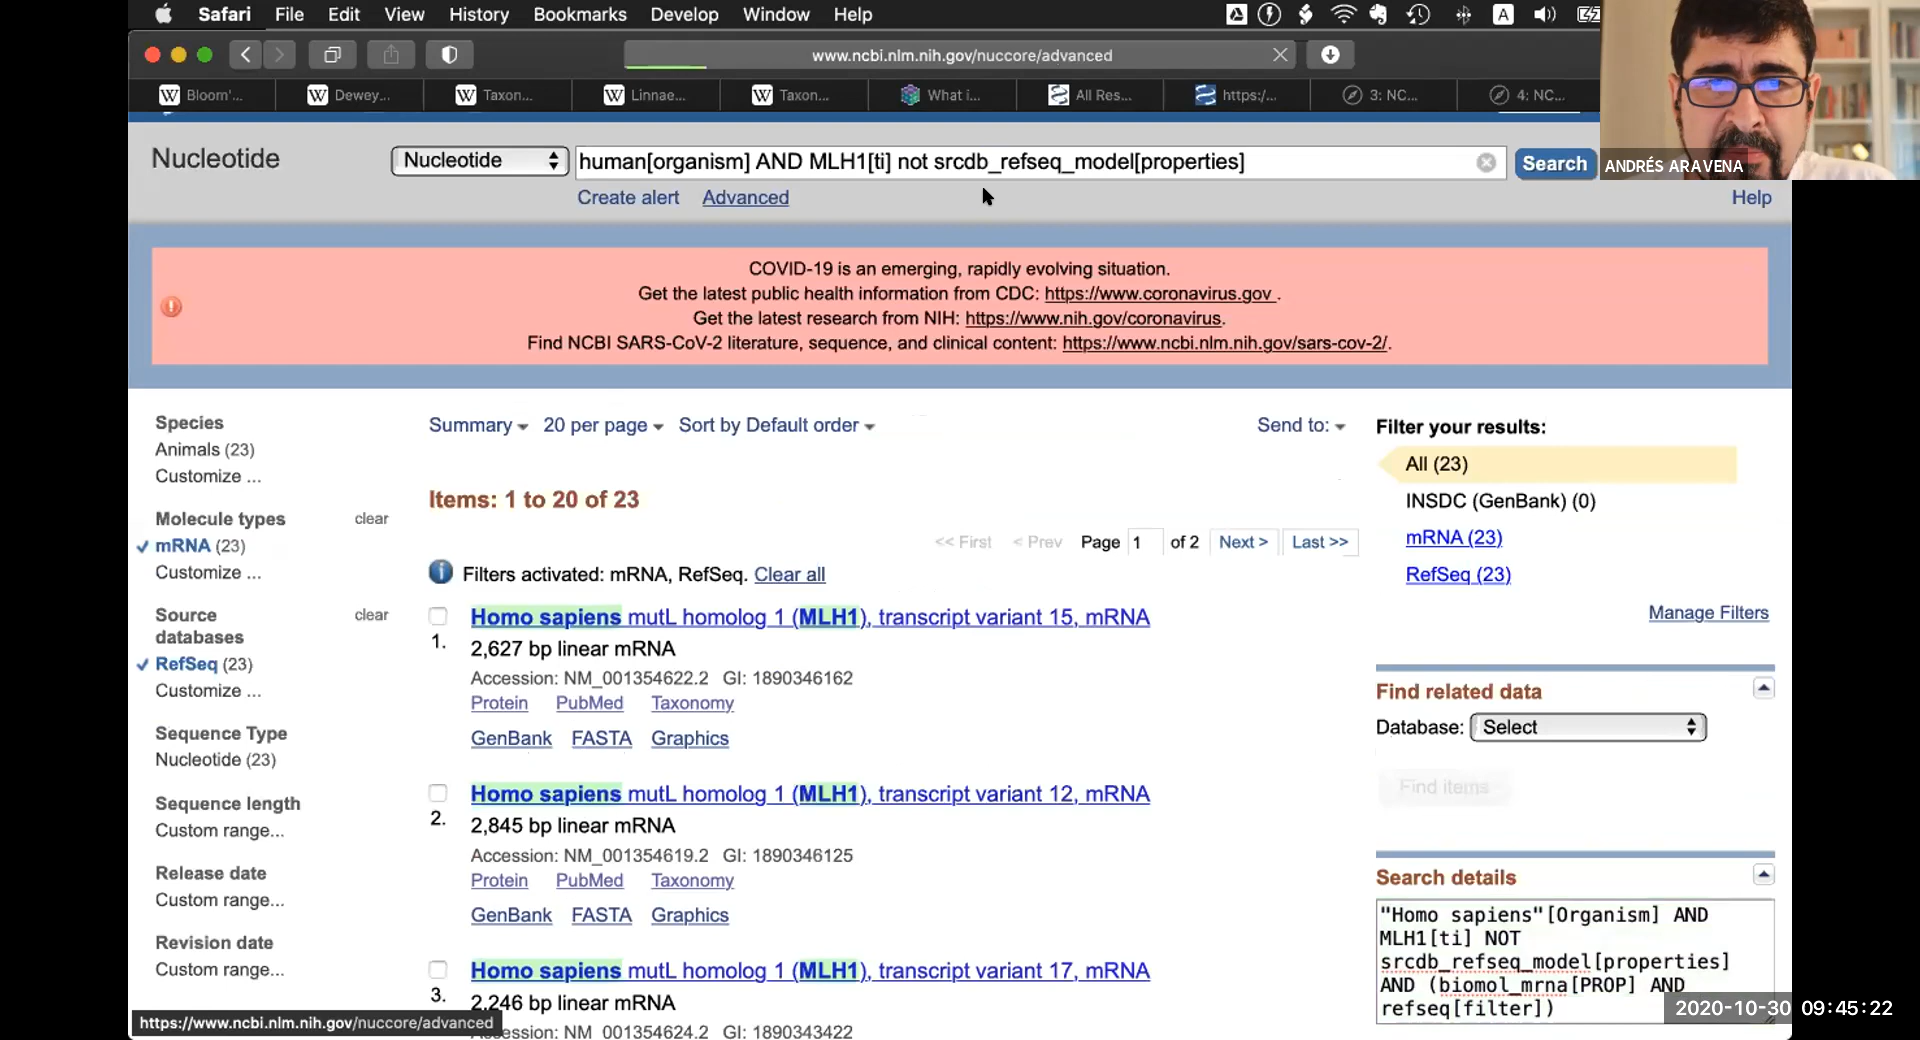 Safari File Edit View History Bookmarks Develop Window Help
A
www.ncbi.nlm.nih.gov/nuccore/advanced
W Bloom'... W Dewey... W Taxon... W Linnae... W Taxon... What i... All Res... https:/... 3: NC... 4: NC...
Nucleotide
Nucleotide
human[organism] AND MLH1[ti] not srcdb_refseq_model[properties]
Search
ANDRÉS ARAVENA
Create alert Advanced
Help
COVID-19 is an emerging, rapidly evolving situation.
Get the latest public health information from CDC: https://www.coronavirus.gov .
Get the latest research from NIH: https://www.nih.gov/coronavirus.
Find NCBI SARS-CoV-2 literature, sequence, and clinical content: https://www.ncbi.nlm.nih.gov/sars-cov-2/.
Species
Animals (23)
Customize ...
Molecule types clear
mRNA (23)
Customize ...
Source
databases
clear
RefSeq (23)
Customize ...
Sequence Type
Nucleotide (23)
Sequence length
Custom range...
Release date
Custom range...
Revision date
Custom range...
Summary 20 per page Sort by Default order Send to:
Items: 1 to 20 of 23
<< First < Prev Page 1 of 2 Next > Last >>
Filters activated: mRNA, RefSeq. Clear all
Homo sapiens mutL homolog 1 (MLH1), transcript variant 15, mRNA
1.
2,627 bp linear mRNA
Accession: NM_001354622.2 GI: 1890346162
Protein PubMed Taxonomy
GenBank FASTA Graphics
Homo sapiens mutL homolog 1 (MLH1), transcript variant 12, mRNA
2.
2,845 bp linear mRNA
Accession: NM_001354619.2 GI: 1890346125
Protein PubMed Taxonomy
GenBank FASTA Graphics
Homo sapiens mutL homolog 1 (MLH1), transcript variant 17, mRNA
3.
2,246 bp linear mRNA
ession: NM_001354624.2 GI: 1890343422
Filter your results:
All (23)
INSDC (GenBank) (0)
mRNA (23)
RefSeq (23)
Manage Filters
Find related data
Database: Select
Find items
Search details
"Homo sapiens"[Organism] AND
MLH1[ti] NOT
srcdb_refseq_model[properties]
AND (biomol_mrna[PROP] AND
refseq[filter])
https://www.ncbi.nlm.nih.gov/nuccore/advanced
2020-10-30 09:45:22